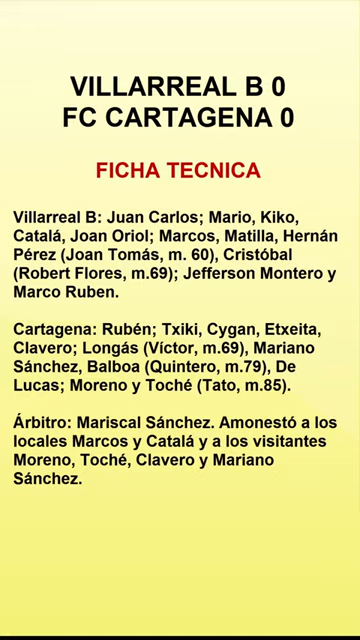 VILLARREAL B 0
FC CARTAGENA 0
FICHA TECNICA
Villarreal B: Juan Carlos; Mario, Kiko,
Catalá, Joan Oriol; Marcos, Matilla, Hernán
Pérez (Joan Tomás, m. 60), Cristóbal
(Robert Flores, m.69); Jefferson Montero y
Marco Ruben.
Cartagena: Rubén; Txiki, Cygan, Etxeita,
Clavero; Longás (Víctor, m.69), Mariano
Sánchez, Balboa (Quintero, m.79), De
Lucas; Moreno y Toché (Tato, m.85).
Árbitro: Mariscal Sánchez. Amonestó a los
locales Marcos y Catalá y a los visitantes
Moreno, Toché, Clavero y Mariano
Sánchez.